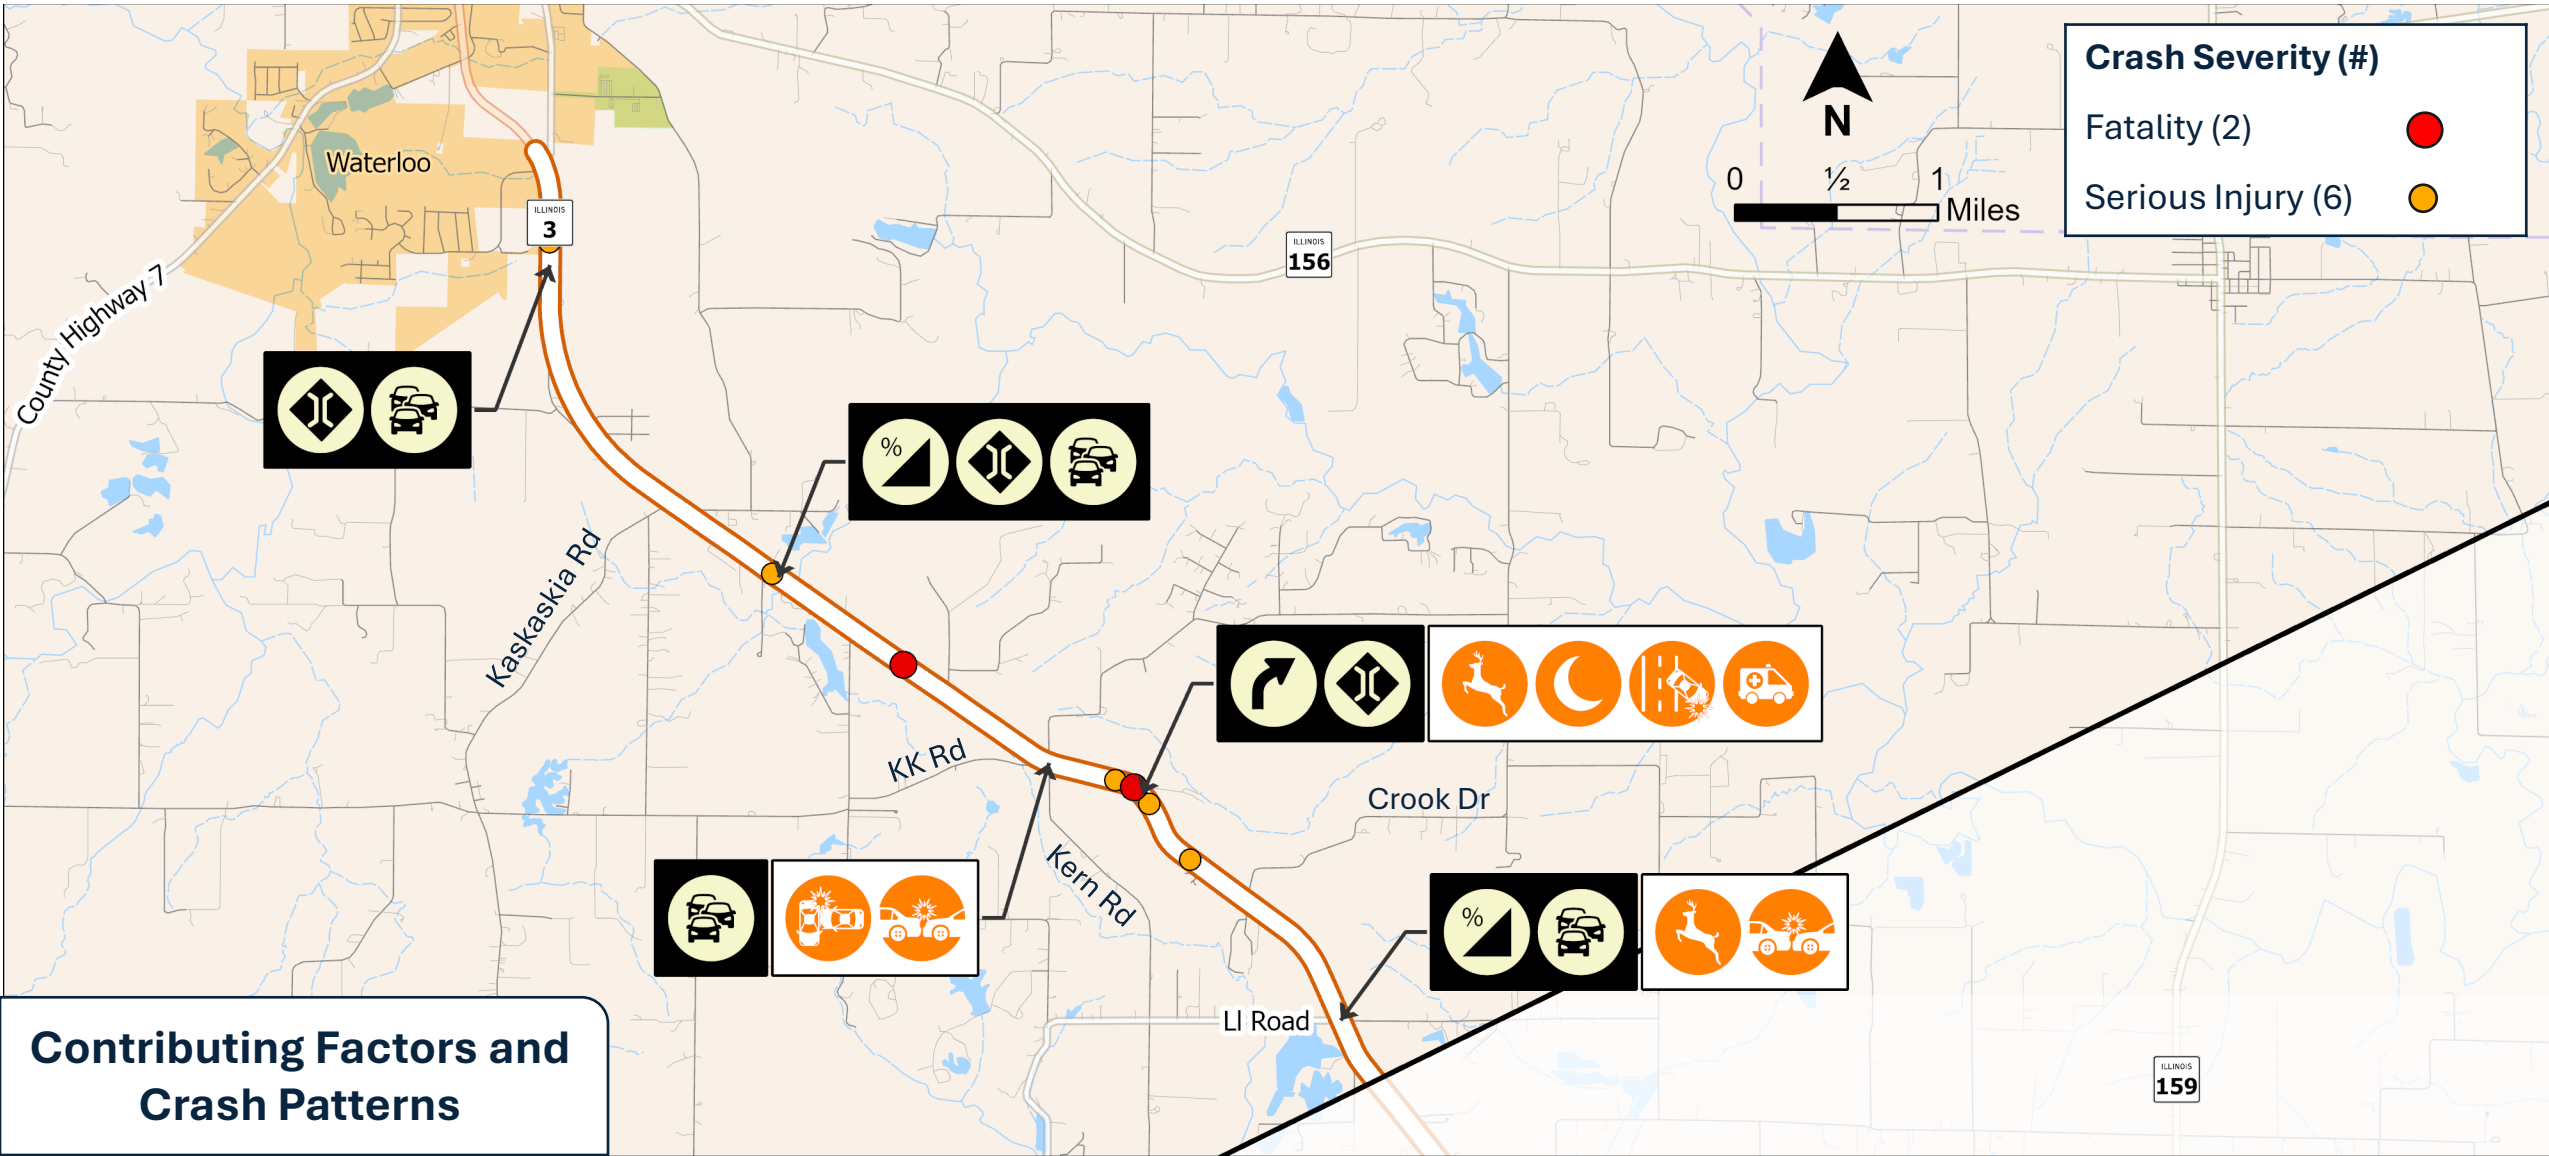 Crash Severity (#)
Fatality (2)
Serious Injury (6)
N
0 ½ 1
Miles
Waterloo
ILLINOIS
3
ILLINOIS
156
County Highway 7
%
Kaskaskia Rd
KK Rd
Crook Dr
Kern Rd
%
LI Road
ILLINOIS
159
Contributing Factors and
Crash Patterns